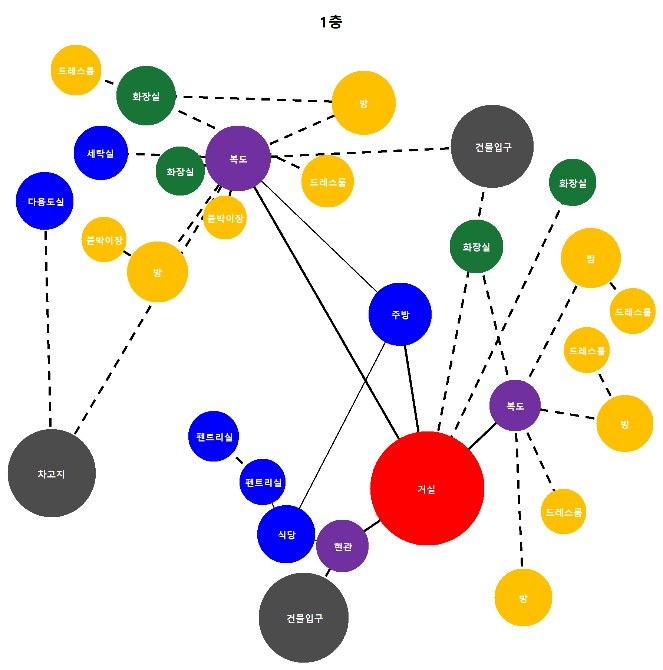 1층
드레스룸
화장실
방
세탁실
화장실
복도
건물입구
드레스룸
화장실
다용도실
붙박이장
붙박이장
화장실
방
방
드레스룸
주방
드레스룸
복도
방
펜트리실
차고지
펜트리실
거실
드레스룸
식당
현관
방
건물입구